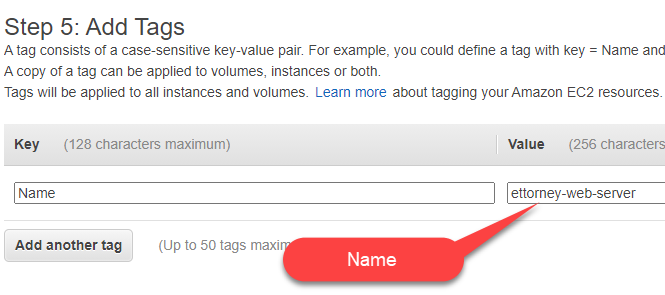 Step 5: Add Tags
A tag consists of a case-sensitive key-value pair. For example, you could define a tag with key = Name and
A copy of a tag can be applied to volumes, instances or both.
Tags will be applied to all instances and volumes. Learn more about tagging your Amazon EC2 resources.
Key (128 characters maximum) Value (256 characters
Name ettorney-web-server
Add another tag (Up to 50 tags maxim
Name